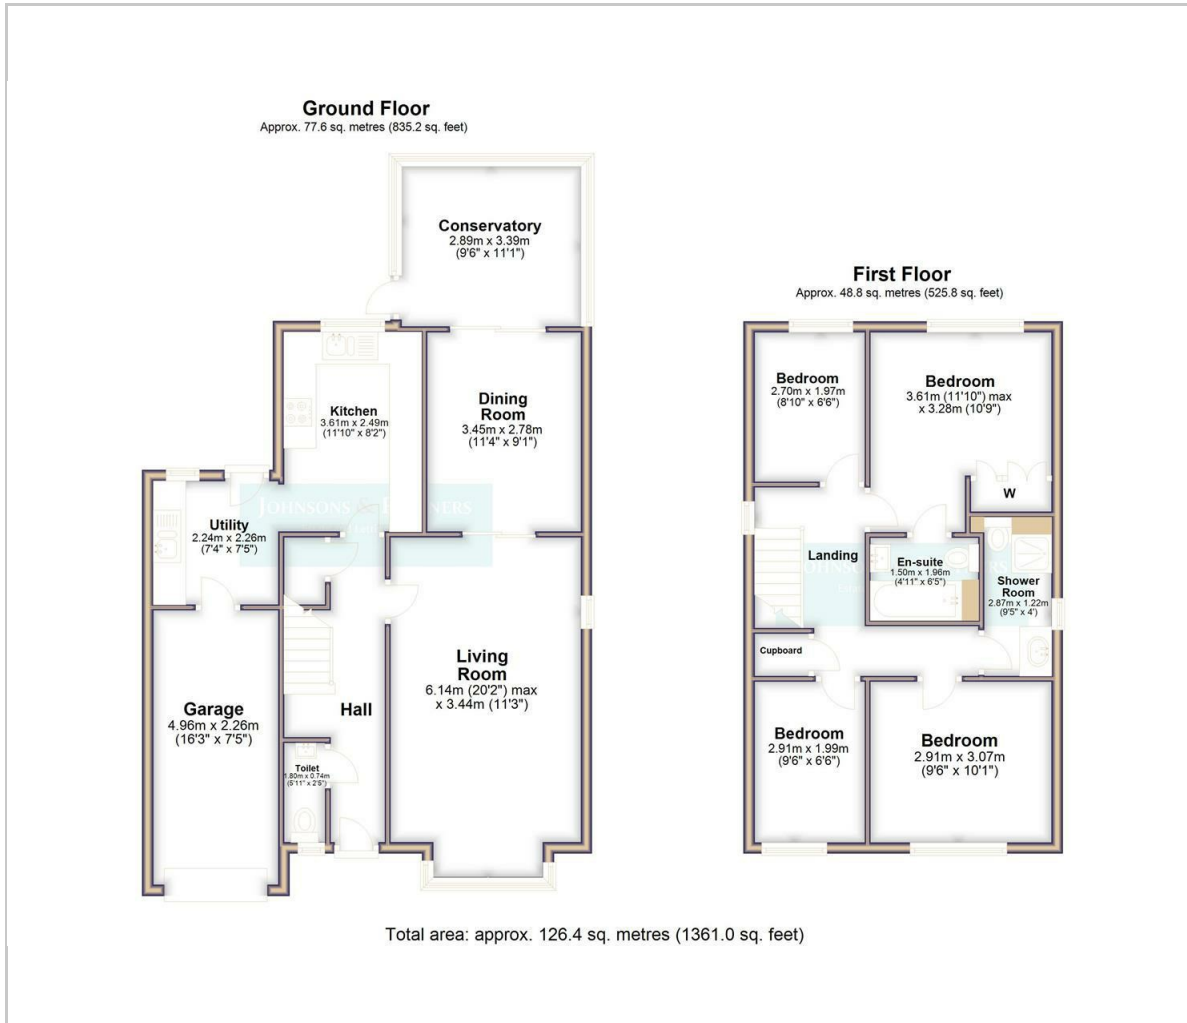 Ground Floor
Approx. 77.6 sq. metres (835.2 sq. feet)
Conservatory
2.89m x 3.39m
(9'6" x 11'1")
Kitchen
3.61m x 2.49m
(11'10" x 8'2")
Dining
Room
3.45m x 2.78m
(11'4" x 9'1")
Utility
2.24m x 2.26m
(7'4" x 7'5")
Living
Room
6.14m (20'2") max
x 3.44m (11'3")
Garage
4.96m x 2.26m
(16'3" x 7'5")
Hall
Toilet
1.80m x 0.74m
(5'11" x 2'5")
First Floor
Approx. 48.8 sq. metres (525.8 sq. feet)
Bedroom
2.70m x 1.97m
(8'10" x 6'6")
Bedroom
3.61m (11'10") max
x 3.28m (10'9")
W
Landing
En-suite
1.50m x 1.96m
(4'11" x 6'5")
Shower
Room
2.87m x 1.22m
(9'5" x 4')
Cupboard
Bedroom
2.91m x 1.99m
(9'6" x 6'6")
Bedroom
2.91m x 3.07m
(9'6" x 10'1")
Total area: approx. 126.4 sq. metres (1361.0 sq. feet)
JOHNSONS &